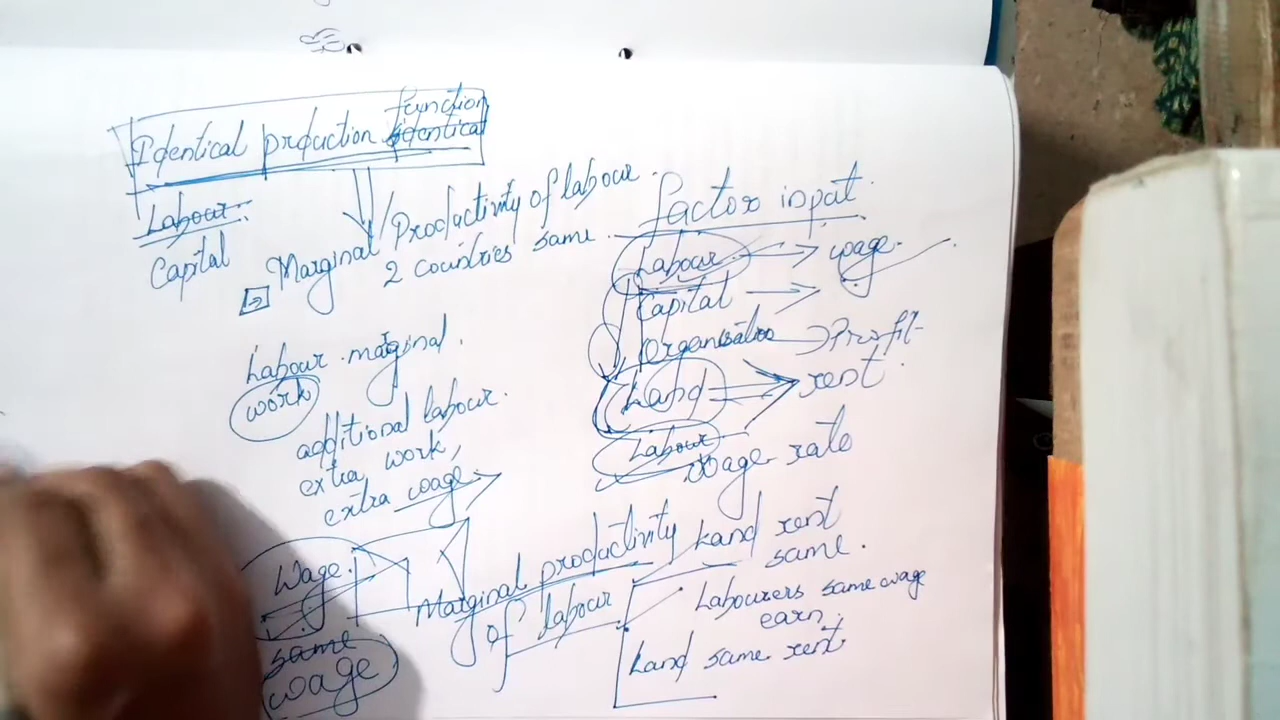 function
Identical production identical
Labour:
Capital
Marginal/Productivity of labour.
2 countries same.
Labour marginal.
work
additional labour.
extra work,
extra wage
Wage.
same
wage
factor input.
Labour. → wage.
Capital →
Organisation → Profit
Land → rent.
Labour
Wage rate
Marginal productivity
of labour
Land rent
same.
Labourers same wage
earn.
Land same rent